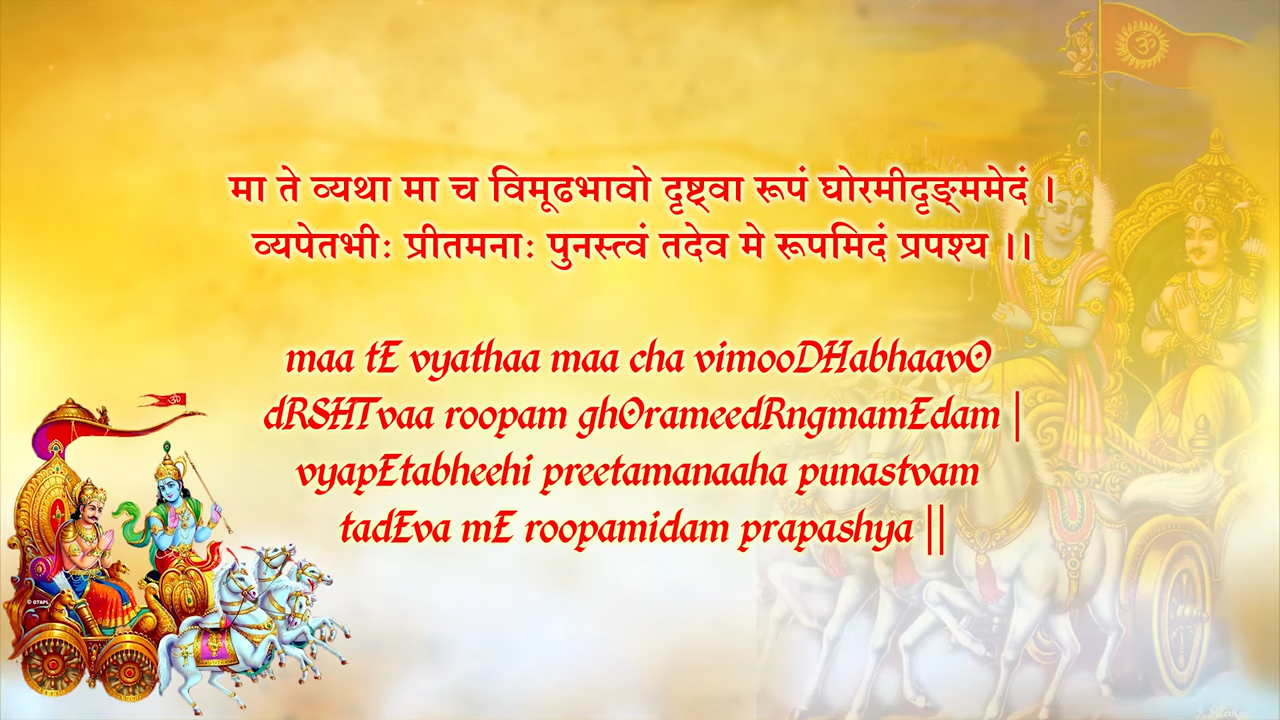 मा ते व्यथा मा च विमूढभावो दृष्ट्वा रूपं घोरमीदृङ्ममेदं ।
व्यपेतभीः प्रीतमनाः पुनस्त्वं तदेव मे रूपमिदं प्रपश्य ।।
maa tE vyathaa maa cha vimooDHabhaavO
dRSHTvaa roopam ghOrameedRngmamEdam |
vyapEtabheehi preetamanaaha punastvam
tadEva mE roopamidam prapashya ||
ॐ
ॐ
© GTAPL